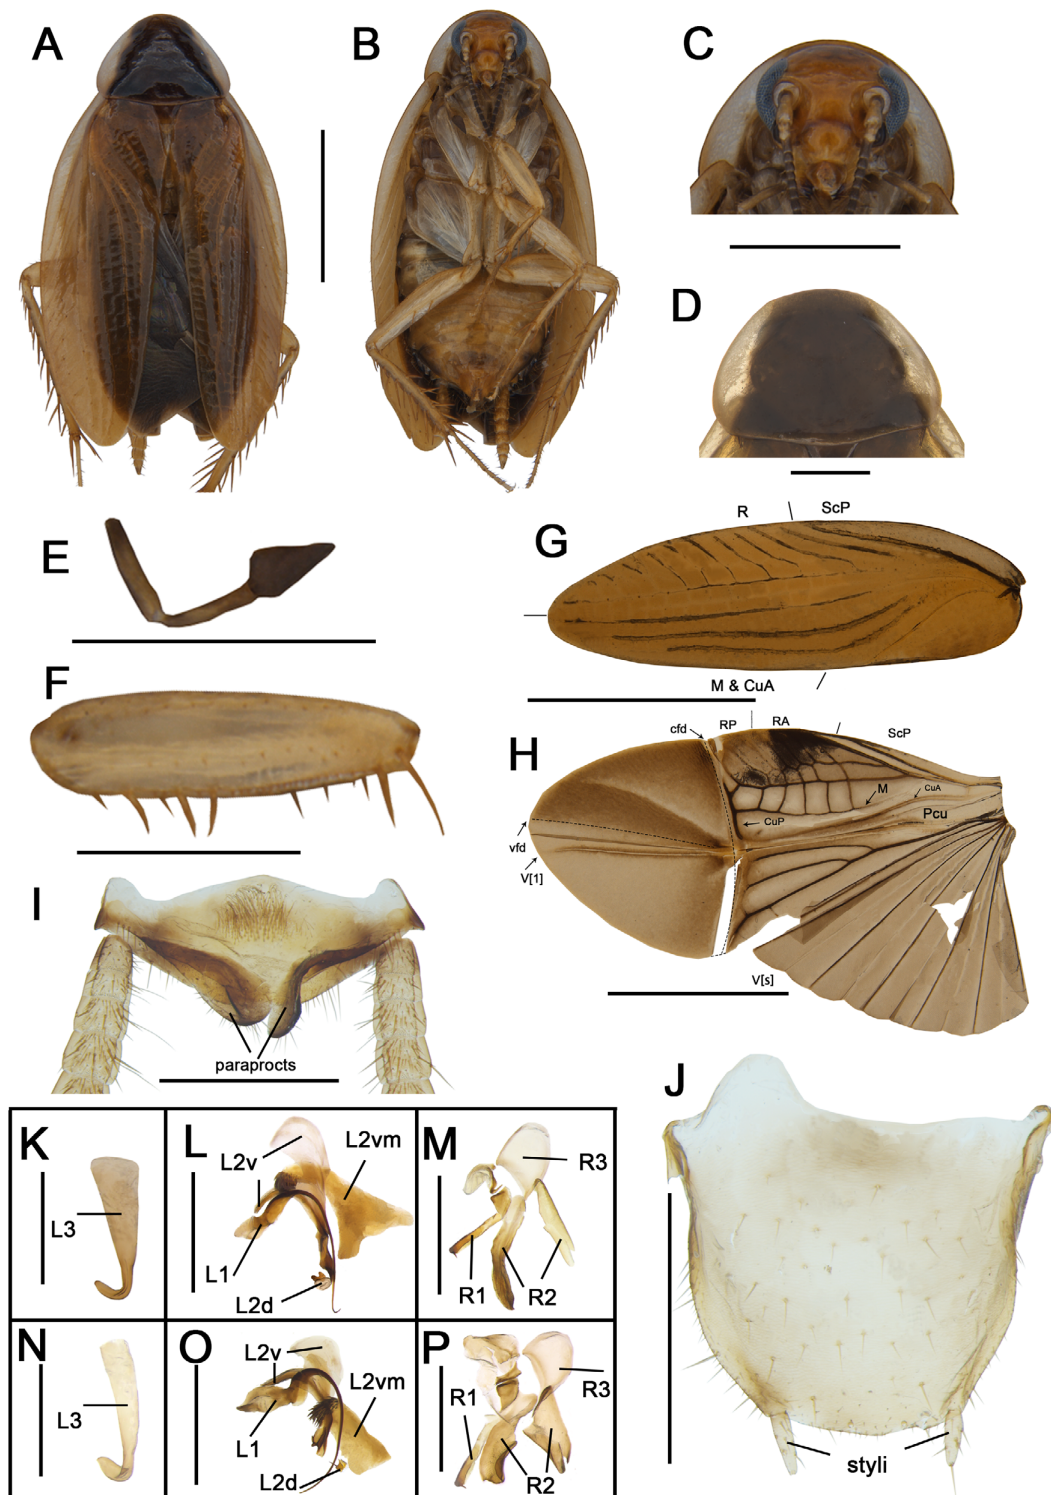 A
B
C
D
E
R
ScP
G
F
M & CuA
cfd
RP
RA
ScP
H
M
CuA
CuP
Pcu
vfd
V[1]
V[s]
I
paraprocts
J
K
L3
L
L2v
L2vm
L1
L2d
M
R3
R1
R2
N
L3
O
L2v
L2vm
L1
L2d
P
R1
R3
R2
styli